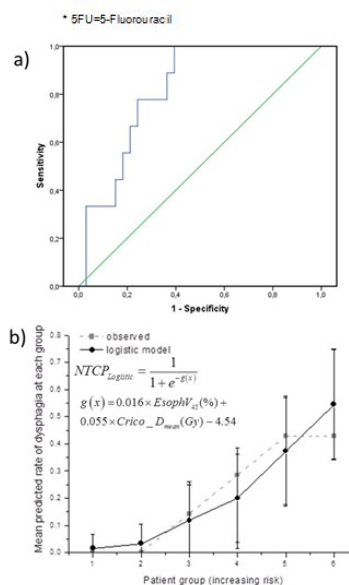 * 5FU=5-Fluorouracil
a)
1,0
0,8
0,6
0,4
0,2
0,0
Sensitivity
0,0 0,2 0,4 0,6 0,8 1,0
1 - Specificity
b)
0.8
0.7
0.6
0.5
0.4
0.3
0.2
0.1
0.0
Mean predicted rate of dysphagia at each group
observed
logistic model
NTCP_Logistic = 1 / (1 + e^-g(x))
g(x) = 0.016 × EsophV_45(%) +
0.055 × Crico_D_mean(Gy) − 4.54
1 2 3 4 5 6
Patient group (increasing risk)